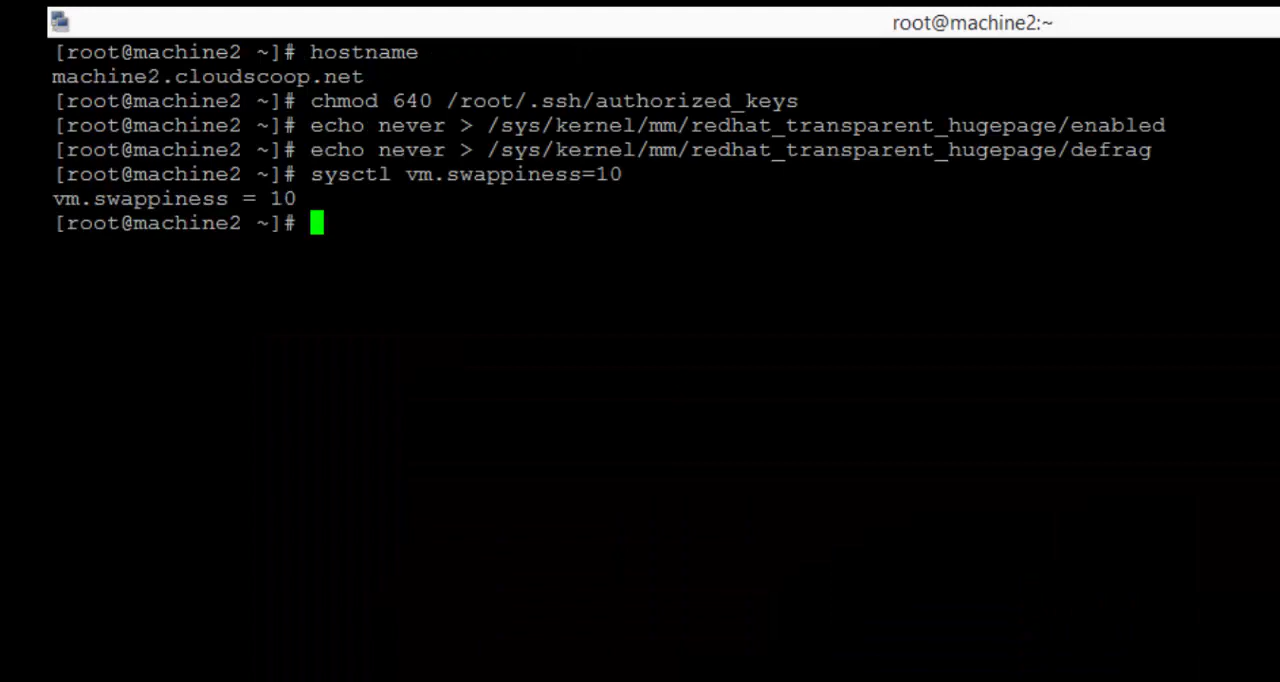 root@machine2:~
[root@machine2 ~]# hostname
machine2.cloudscoop.net
[root@machine2 ~]# chmod 640 /root/.ssh/authorized_keys
[root@machine2 ~]# echo never > /sys/kernel/mm/redhat_transparent_hugepage/enabled
[root@machine2 ~]# echo never > /sys/kernel/mm/redhat_transparent_hugepage/defrag
[root@machine2 ~]# sysctl vm.swappiness=10
vm.swappiness = 10
[root@machine2 ~]#